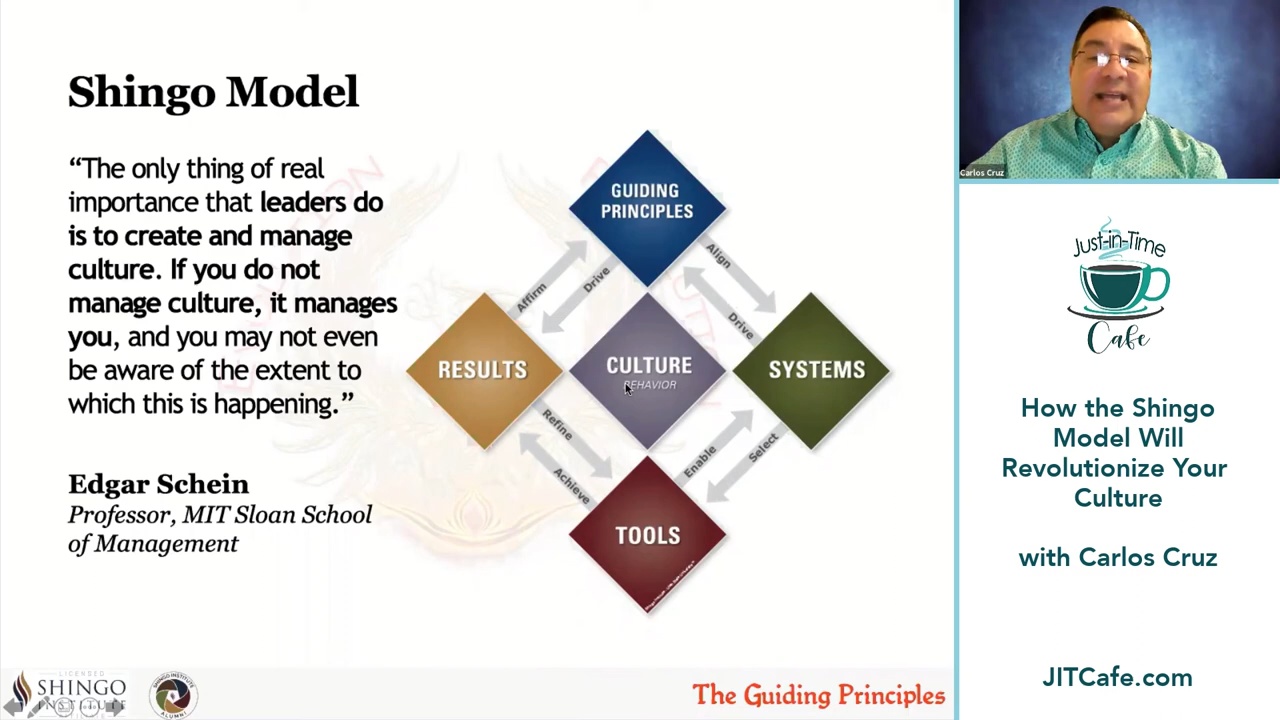 Shingo Model
“The only thing of real
importance that leaders do
is to create and manage
culture. If you do not
manage culture, it manages
you, and you may not even
be aware of the extent to
which this is happening.”
Edgar Schein
Professor, MIT Sloan School
of Management
GUIDING
PRINCIPLES
Affirm
Drive
Align
Drive
RESULTS
CULTURE
BEHAVIOR
SYSTEMS
Refine
Achieve
Enable
Select
TOOLS
LICENSED
SHINGO
INSTITUTE
SHINGO INSTITUTE
ALUMNI
The Guiding Principles
Carlos Cruz
Just-in-Time
Cafe
How the Shingo
Model Will
Revolutionize Your
Culture
with Carlos Cruz
JITCafe.com